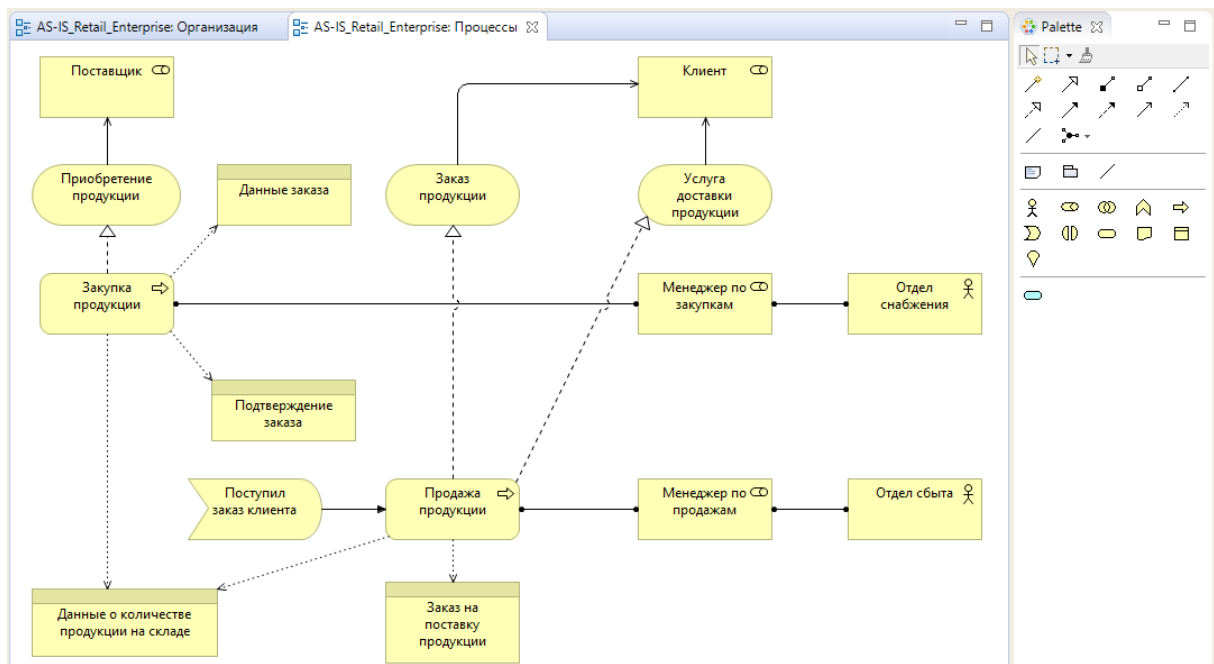 AS-IS_Retail_Enterprise: Организация
AS-IS_Retail_Enterprise: Процессы
Palette
Поставщик
Клиент
Приобретение
продукции
Данные заказа
Заказ
продукции
Услуга
доставки
продукции
Закупка
продукции
Менеджер по
закупкам
Отдел
снабжения
Подтверждение
заказа
Поступил
заказ клиента
Продажа
продукции
Менеджер по
продажам
Отдел сбыта
Данные о количестве
продукции на складе
Заказ на
поставку
продукции